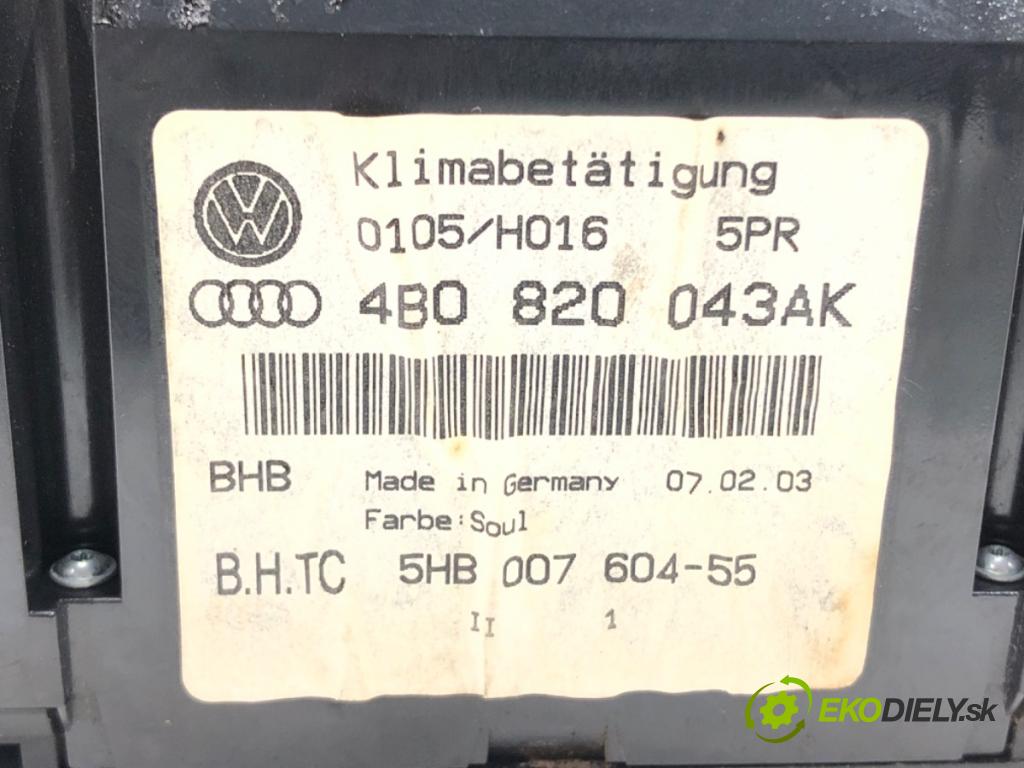 Klimabetätigung
0105/H016 5PR
4B0 820 043AK
BHB Made in Germany 07.02.03
Farbe:Soul
B.H.TC 5HB 007 604-55
II 1
EKODIELY.sk